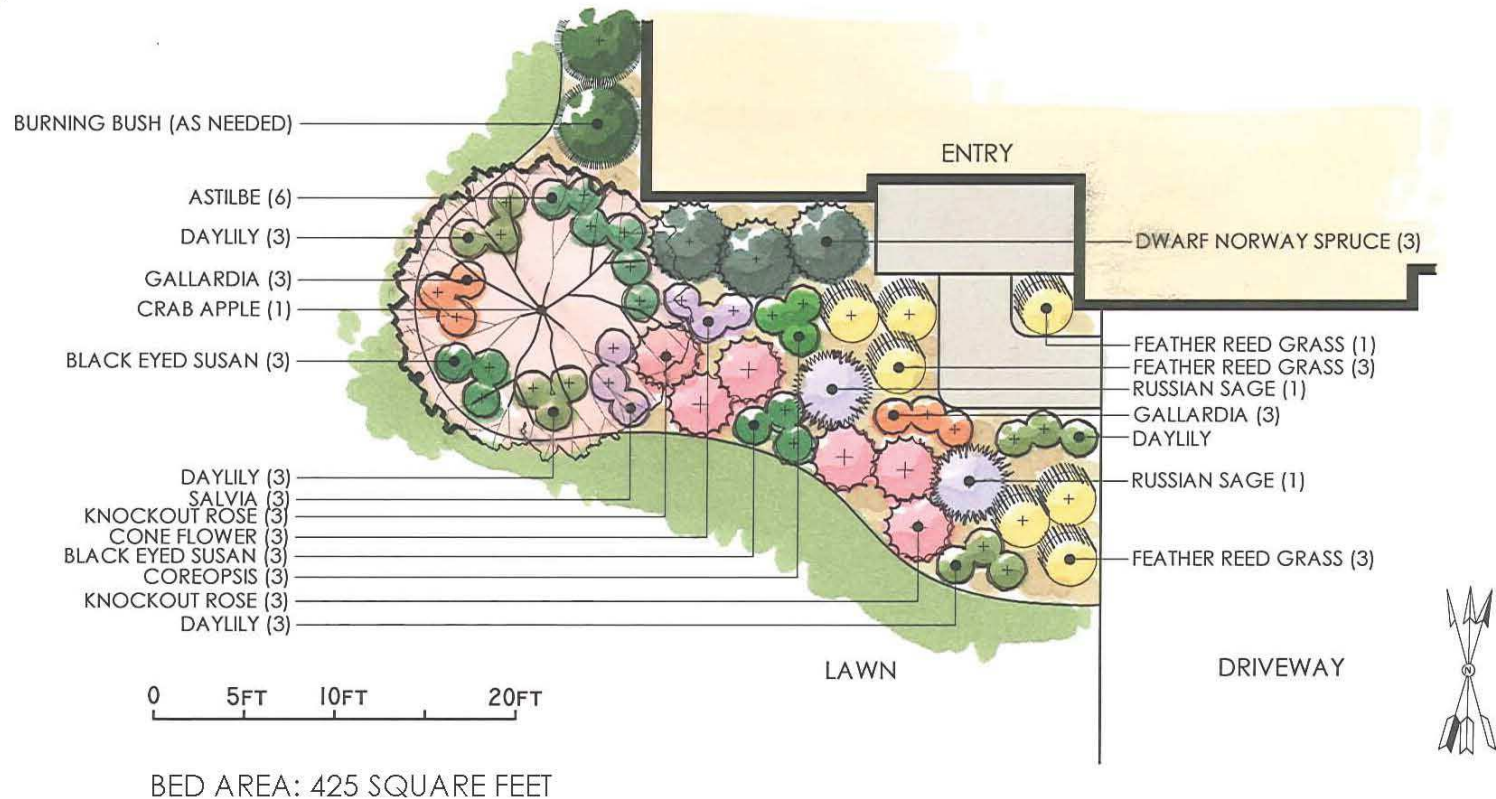 BURNING BUSH (AS NEEDED)
ASTILBE (6)
DAYLILY (3)
GALLARDIA (3)
CRAB APPLE (1)
BLACK EYED SUSAN (3)
DAYLILY (3)
SALVIA (3)
KNOCKOUT ROSE (3)
CONE FLOWER (3)
BLACK EYED SUSAN (3)
COREOPSIS (3)
KNOCKOUT ROSE (3)
DAYLILY (3)
ENTRY
DWARF NORWAY SPRUCE (3)
FEATHER REED GRASS (1)
FEATHER REED GRASS (3)
RUSSIAN SAGE (1)
GALLARDIA (3)
DAYLILY
RUSSIAN SAGE (1)
FEATHER REED GRASS (3)
LAWN
DRIVEWAY
N
0 5FT 10FT 20FT
BED AREA: 425 SQUARE FEET